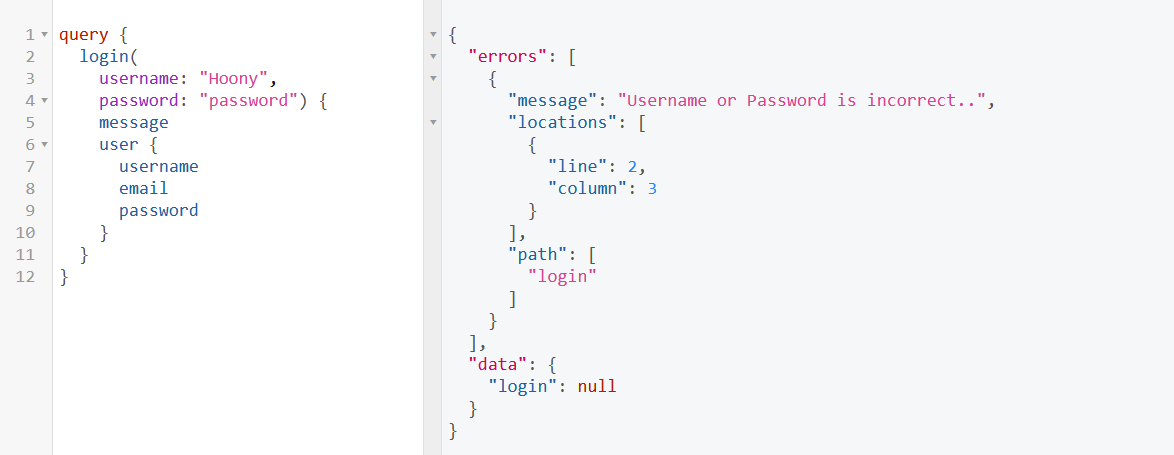 1 query {
2 login(
3 username: "Hoony",
4 password: "password") {
5 message
6 user {
7 username
8 email
9 password
10 }
11 }
12 }
{
"errors": [
{
"message": "Username or Password is incorrect..",
"locations": [
{
"line": 2,
"column": 3
}
],
"path": [
"login"
]
}
],
"data": {
"login": null
}
}